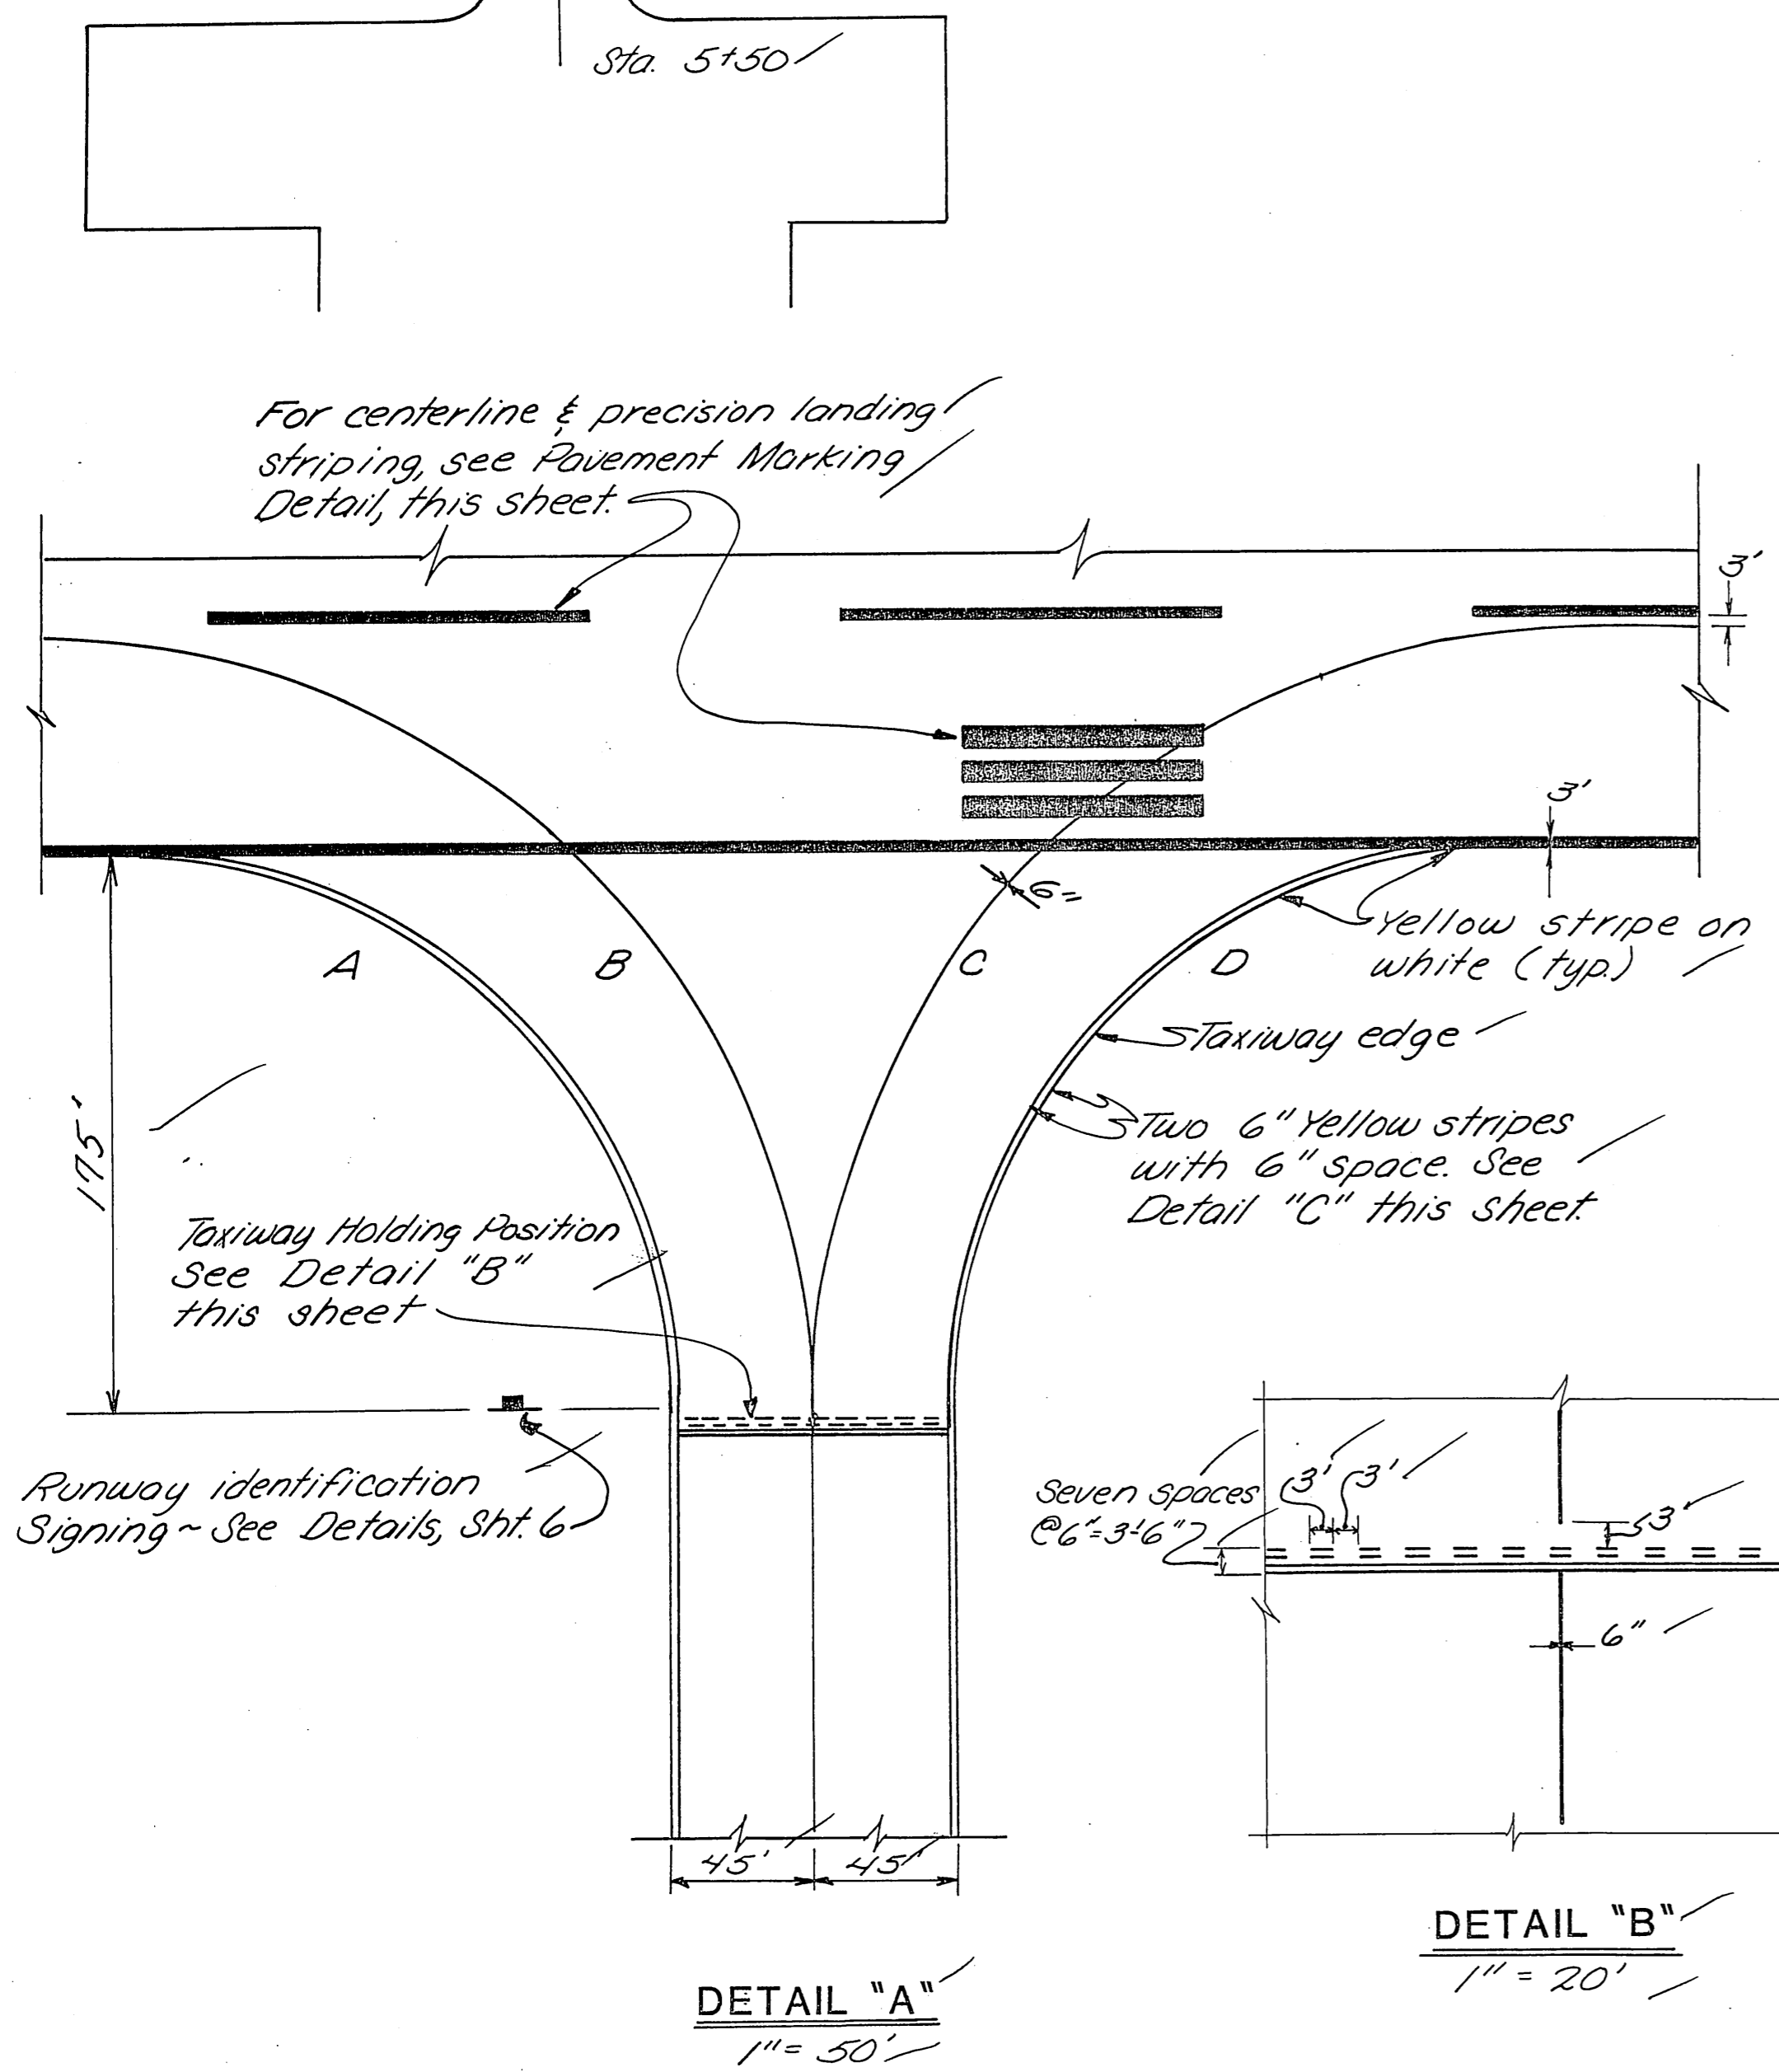 Sta. 5+50
For centerline & precision landing
striping, see Pavement Marking
Detail, this sheet.
3'
3'
6"
Yellow stripe on
white (typ.)
A
B
C
D
Taxiway edge
Two 6" Yellow stripes
with 6" space. See
Detail "C" this sheet.
175'
Taxiway Holding Position
See Detail "B"
this sheet
Runway identification
Signing ~ See Details, Sht. 6
Seven spaces
@6"=3'-6"
3'
3'
3'
6"
45'
45'
DETAIL "B"
1" = 20'
DETAIL "A"
1" = 50'